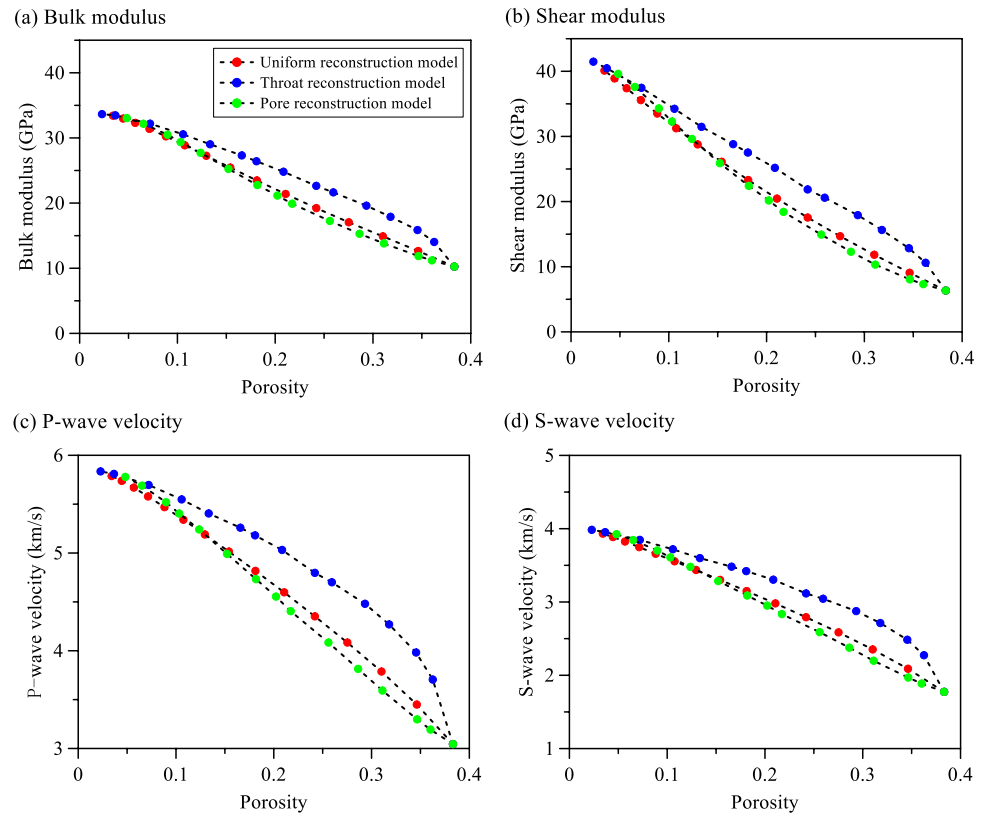 (a) Bulk modulus
Bulk modulus (GPa)
40
30
20
10
0
Uniform reconstruction model
Throat reconstruction model
Pore reconstruction model
0 0.1 0.2 0.3 0.4
Porosity
(b) Shear modulus
Shear modulus (GPa)
40
30
20
10
0
0 0.1 0.2 0.3 0.4
Porosity
(c) P-wave velocity
P−wave velocity (km/s)
6
5
4
3
0 0.1 0.2 0.3 0.4
Porosity
(d) S-wave velocity
S-wave velocity (km/s)
5
4
3
2
1
0 0.1 0.2 0.3 0.4
Porosity